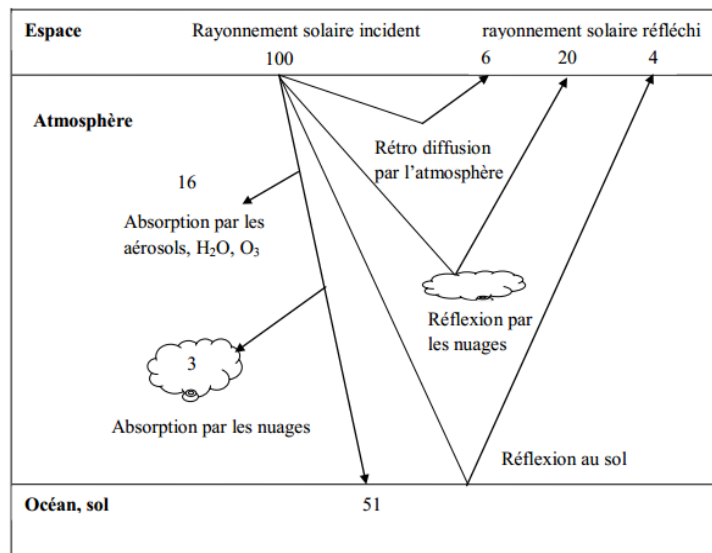 Espace
Rayonnement solaire incident
rayonnement solaire réfléchi
100
6
20
4
Atmosphère
Rétro diffusion
par l'atmosphère
16
Absorption par les
aérosols, H₂O, O₃
Réflexion par
les nuages
3
Absorption par les nuages
Réflexion au sol
Océan, sol
51